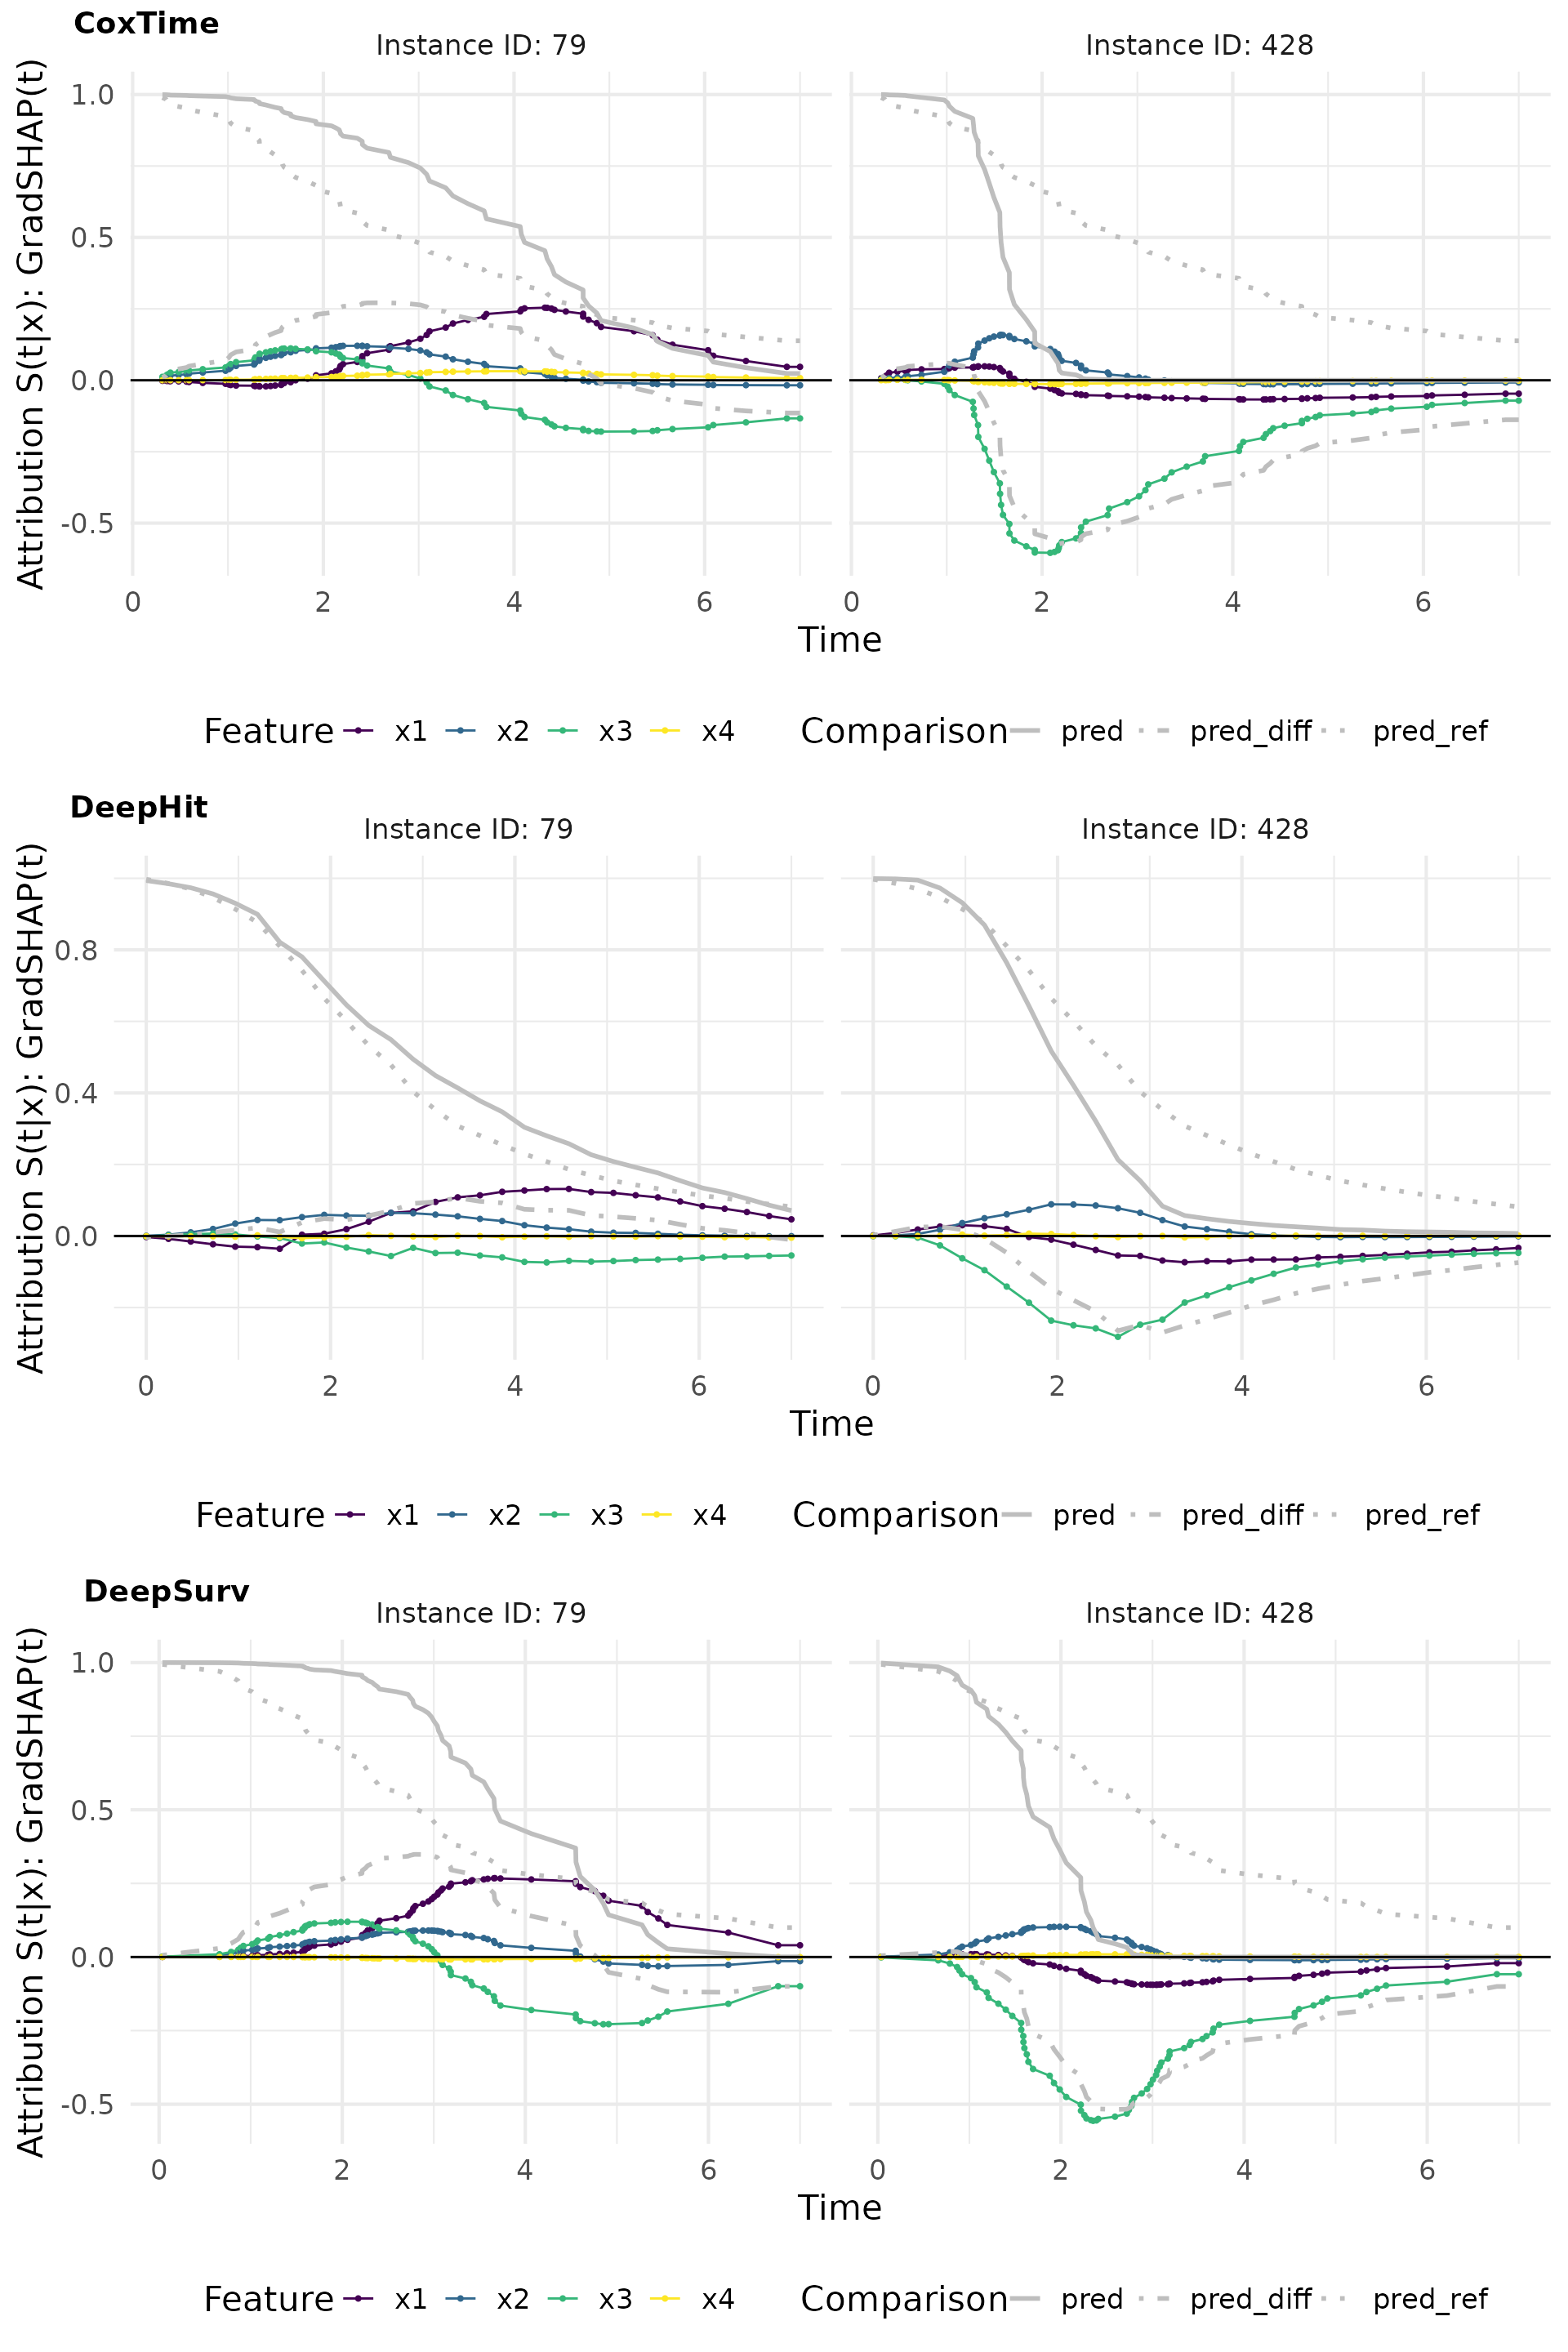 CoxTime
Instance ID: 79
Instance ID: 428
Attribution S(t|x): GradSHAP(t)
1.0
0.5
0.0
-0.5
0 2 4 6
0 2 4 6
Time
Feature x1 x2 x3 x4 Comparison pred pred_diff pred_ref
DeepHit
Instance ID: 79
Instance ID: 428
Attribution S(t|x): GradSHAP(t)
0.8
0.4
0.0
0 2 4 6
0 2 4 6
Time
Feature x1 x2 x3 x4 Comparison pred pred_diff pred_ref
DeepSurv
Instance ID: 79
Instance ID: 428
Attribution S(t|x): GradSHAP(t)
1.0
0.5
0.0
-0.5
0 2 4 6
0 2 4 6
Time
Feature x1 x2 x3 x4 Comparison pred pred_diff pred_ref